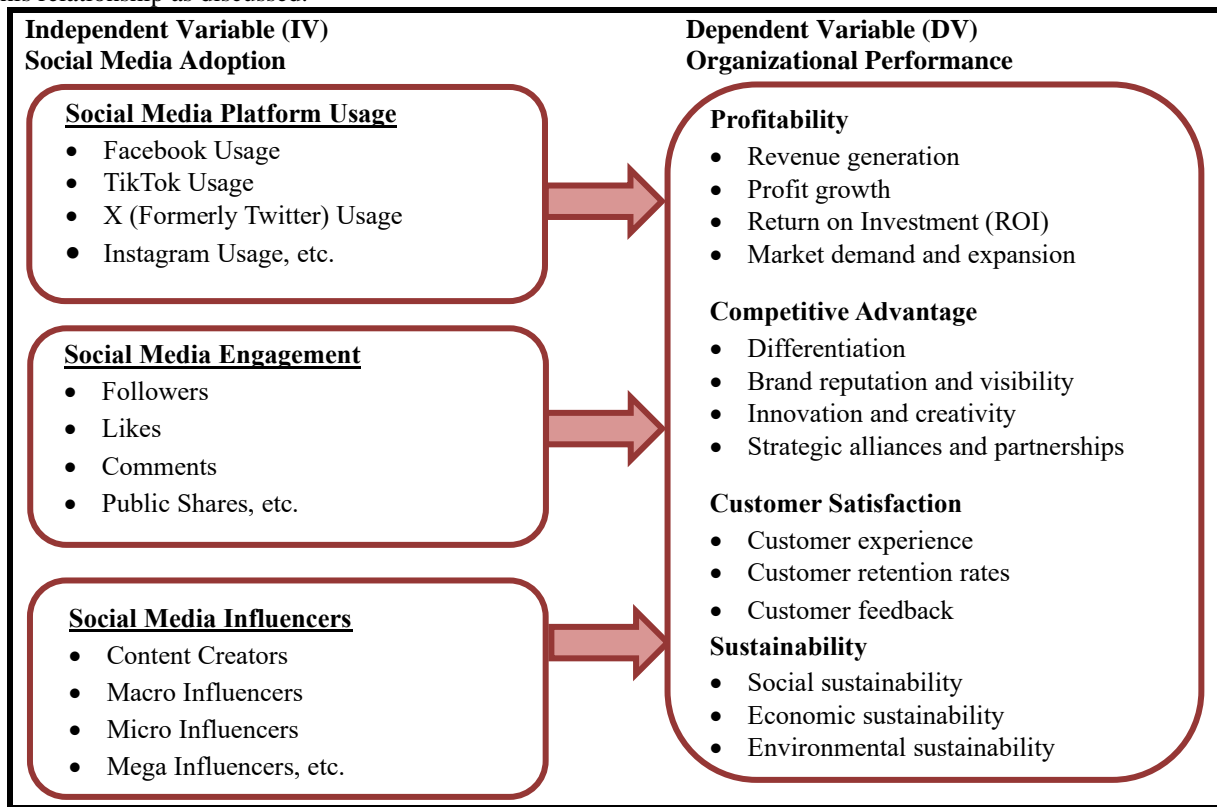 relationship as discussed.
Independent Variable (IV)
Social Media Adoption
Social Media Platform Usage
• Facebook Usage
• TikTok Usage
• X (Formerly Twitter) Usage
• Instagram Usage, etc.
Social Media Engagement
• Followers
• Likes
• Comments
• Public Shares, etc.
Social Media Influencers
• Content Creators
• Macro Influencers
• Micro Influencers
• Mega Influencers, etc.
Dependent Variable (DV)
Organizational Performance
Profitability
• Revenue generation
• Profit growth
• Return on Investment (ROI)
• Market demand and expansion
Competitive Advantage
• Differentiation
• Brand reputation and visibility
• Innovation and creativity
• Strategic alliances and partnerships
Customer Satisfaction
• Customer experience
• Customer retention rates
• Customer feedback
Sustainability
• Social sustainability
• Economic sustainability
• Environmental sustainability